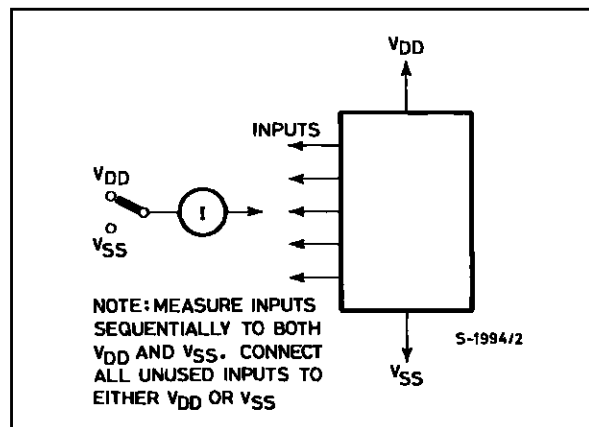 VDD
INPUTS
VDD
I
VSS
S-1994/2
VSS
NOTE: MEASURE INPUTS
SEQUENTIALLY TO BOTH
VDD AND VSS. CONNECT
ALL UNUSED INPUTS TO
EITHER VDD OR VSS